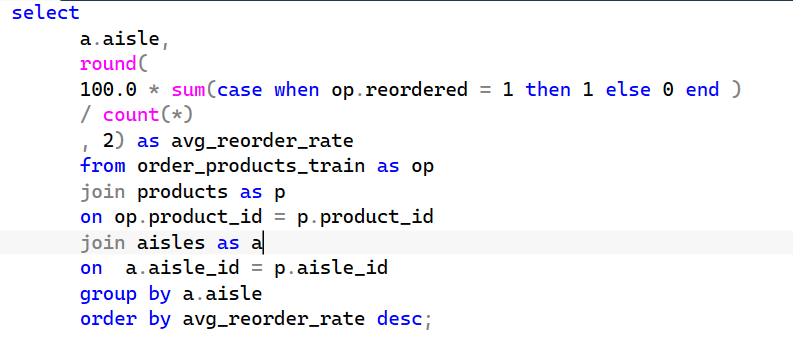 select
a.aisle,
round(
100.0 * sum(case when op.reordered = 1 then 1 else 0 end )
/ count(*)
, 2) as avg_reorder_rate
from order_products_train as op
join products as p
on op.product_id = p.product_id
join aisles as a
on  a.aisle_id = p.aisle_id
group by a.aisle
order by avg_reorder_rate desc;